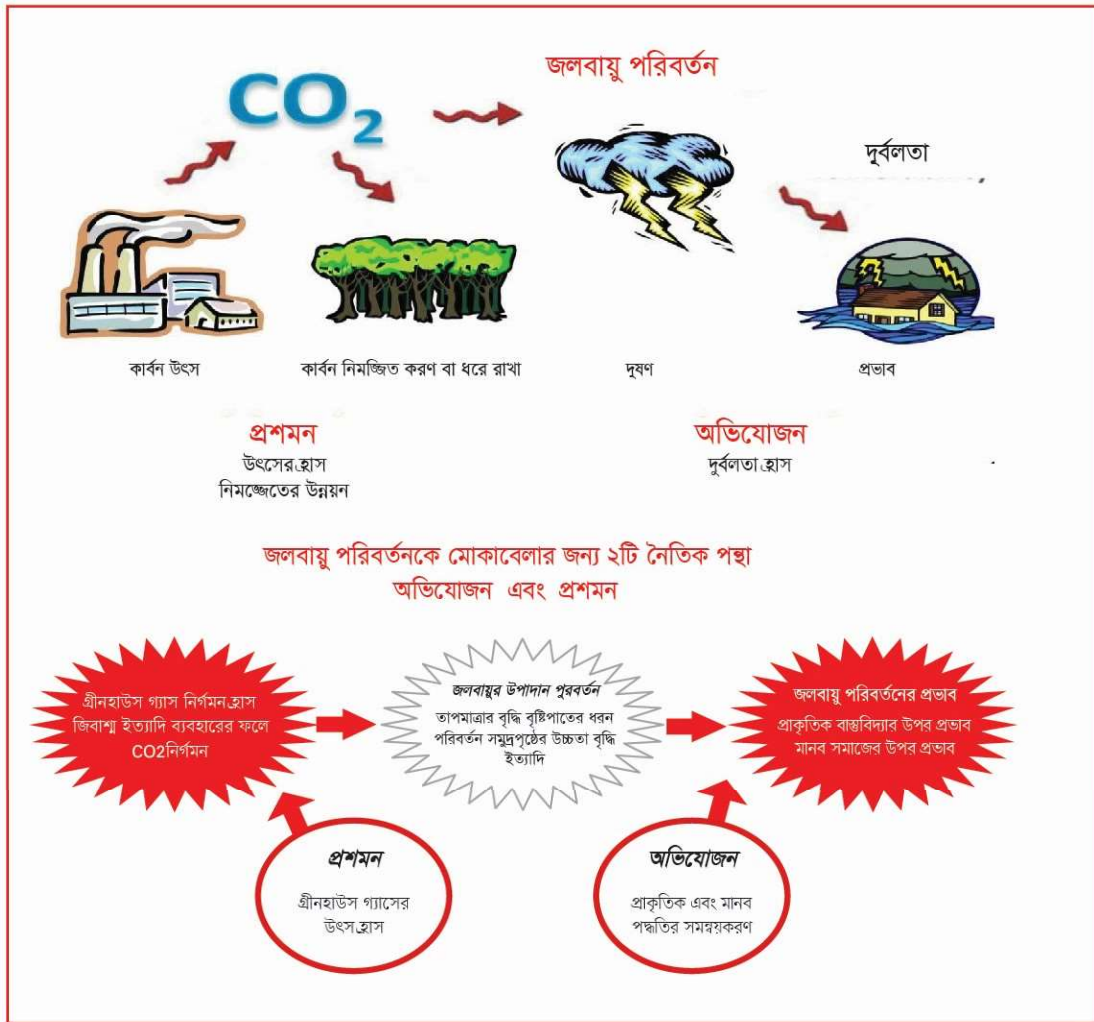 জলবায়ু পরিবর্তন
CO2
দুর্বলতা
কার্বন উৎস
কার্বন নিমজ্জিত করণ বা ধরে রাখা
দূষণ
প্রভাব
প্রশমন
উৎসের হ্রাস
নিমজ্জেতের উন্নয়ন
অভিযোজন
দুর্বলতা হ্রাস
জলবায়ু পরিবর্তনকে মোকাবেলার জন্য ২টি নৈতিক পন্থা
অভিযোজন এবং প্রশমন
গ্রীনহাউস গ্যাস নির্গমন হ্রাস
জিবাশ্ম ইত্যাদি ব্যবহারের ফলে
CO2নির্গমন
জলবায়ুর উপাদান পুরবর্তন
তাপমাত্রার বৃদ্ধি বৃষ্টিপাতের ধরন
পরিবর্তন সমুদ্রপৃষ্ঠের উচ্চতা বৃদ্ধি
ইত্যাদি
জলবায়ু পরিবর্তনের প্রভাব
প্রাকৃতিক বাস্তবিদ্যার উপর প্রভাব
মানব সমাজের উপর প্রভাব
প্রশমন
গ্রীনহাউস গ্যাসের
উৎস হ্রাস
অভিযোজন
প্রাকৃতিক এবং মানব
পদ্ধতির সমন্বয়করণ